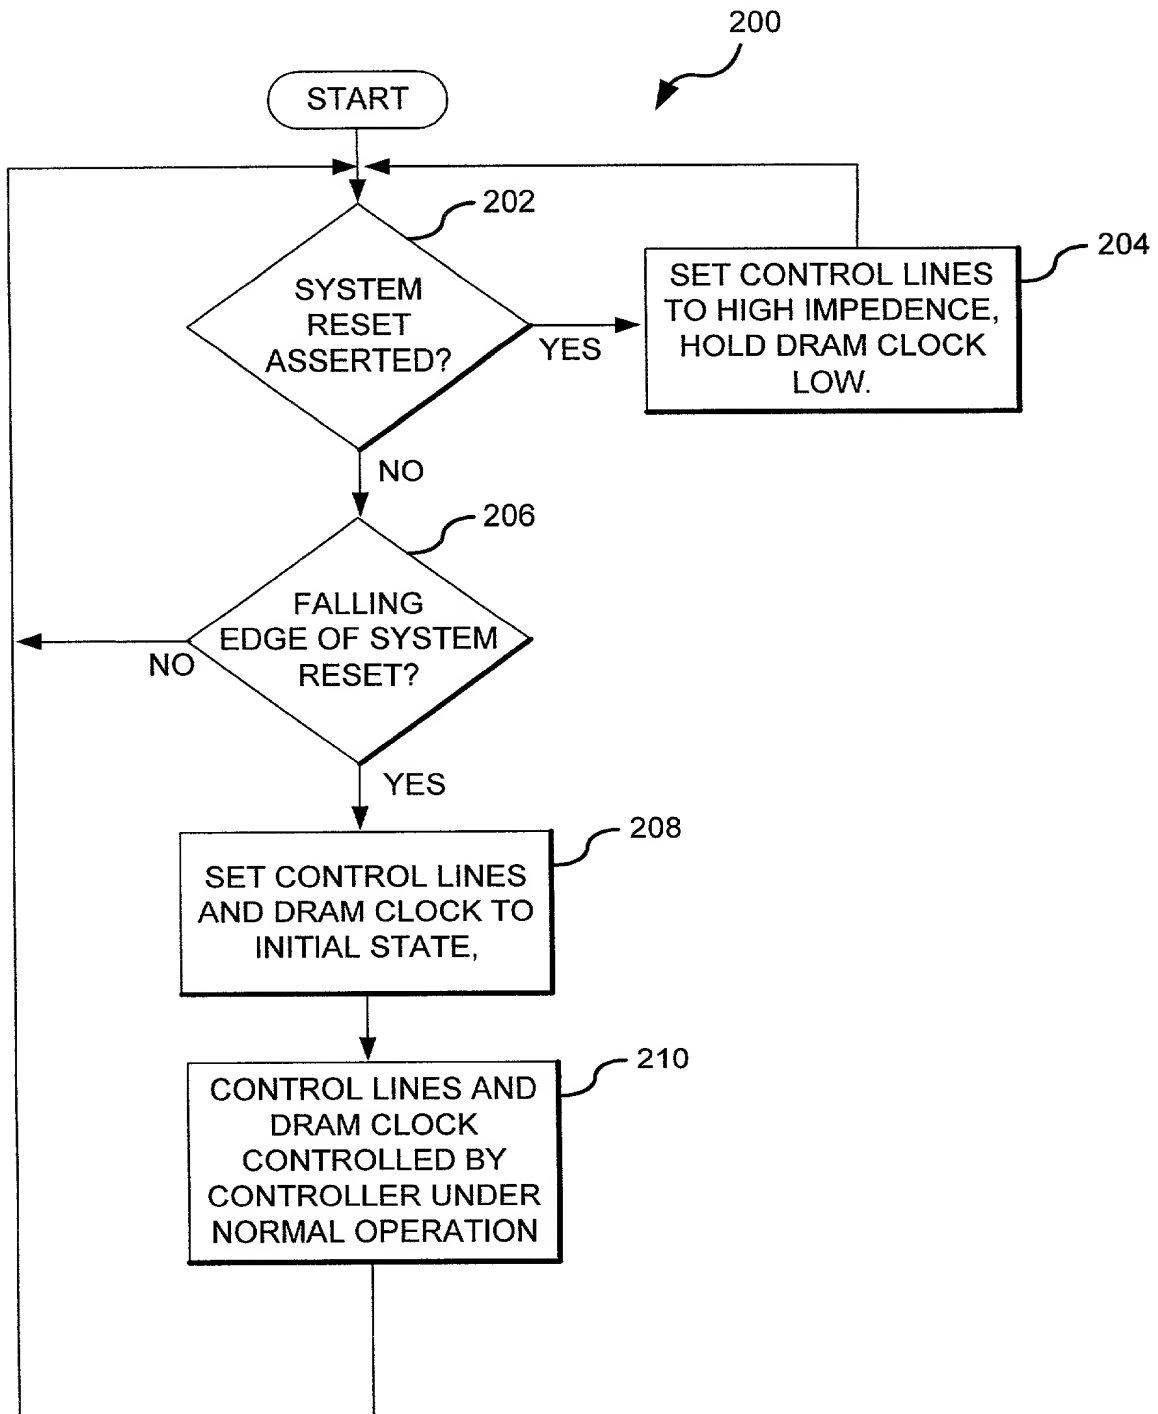 200
START
202
SYSTEM
RESET
ASSERTED?
YES
204
SET CONTROL LINES
TO HIGH IMPEDENCE,
HOLD DRAM CLOCK
LOW.
NO
206
FALLING
EDGE OF SYSTEM
RESET?
NO
YES
208
SET CONTROL LINES
AND DRAM CLOCK TO
INITIAL STATE,
210
CONTROL LINES AND
DRAM CLOCK
CONTROLLED BY
CONTROLLER UNDER
NORMAL OPERATION